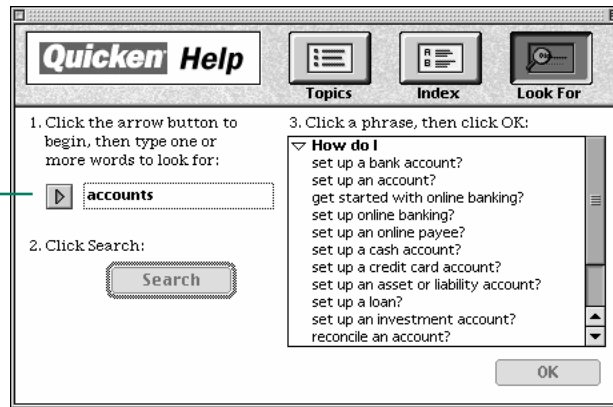 Quicken Help
Topics
Index
Look For
1. Click the arrow button to
begin, then type one or
more words to look for:
accounts
2. Click Search:
Search
3. Click a phrase, then click OK:
How do I
set up a bank account?
set up an account?
get started with online banking?
set up online banking?
set up an online payee?
set up a cash account?
set up a credit card account?
set up an asset or liability account?
set up a loan?
set up an investment account?
reconcile an account?
OK